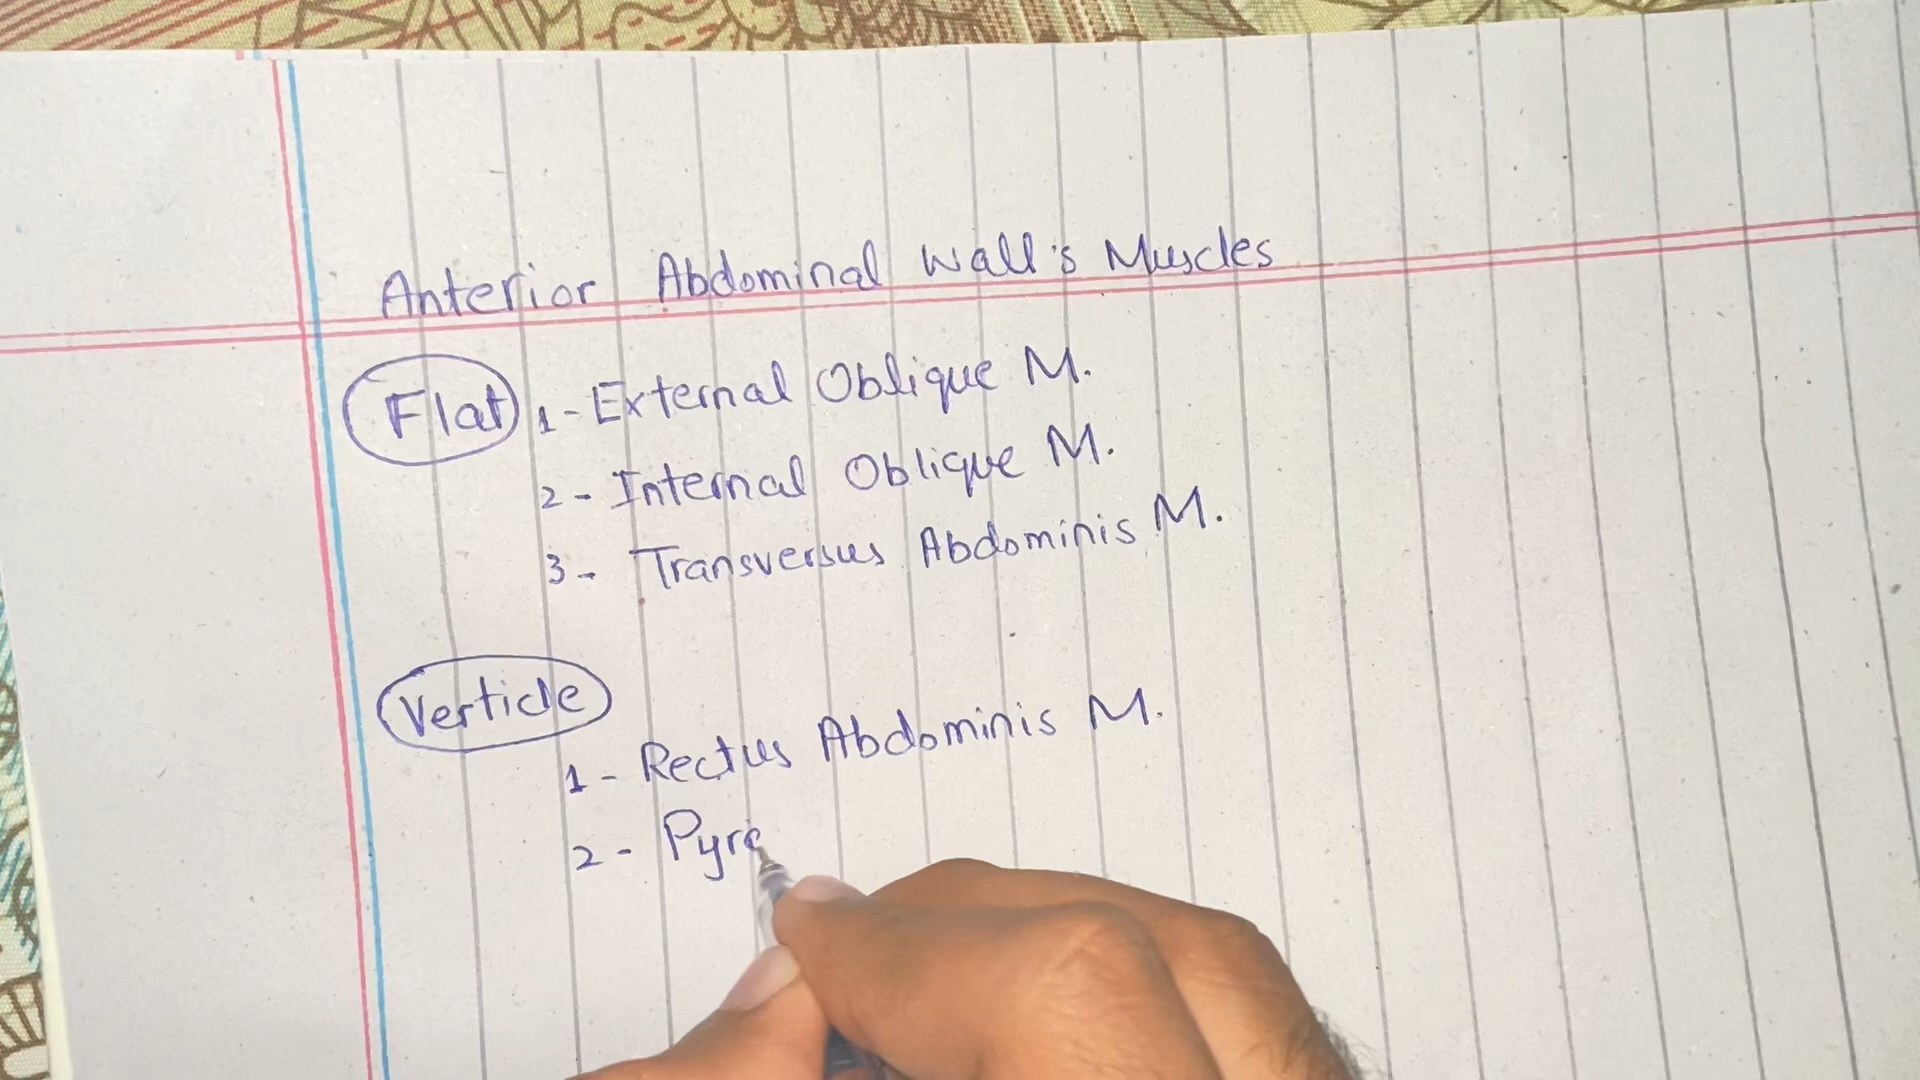 Anterior Abdominal Wall's Muscles
Flat 1- External Oblique M.
2- Internal Oblique M.
3- Transversus Abdominis M.
Verticle
1- Rectus Abdominis M.
2- Pyra